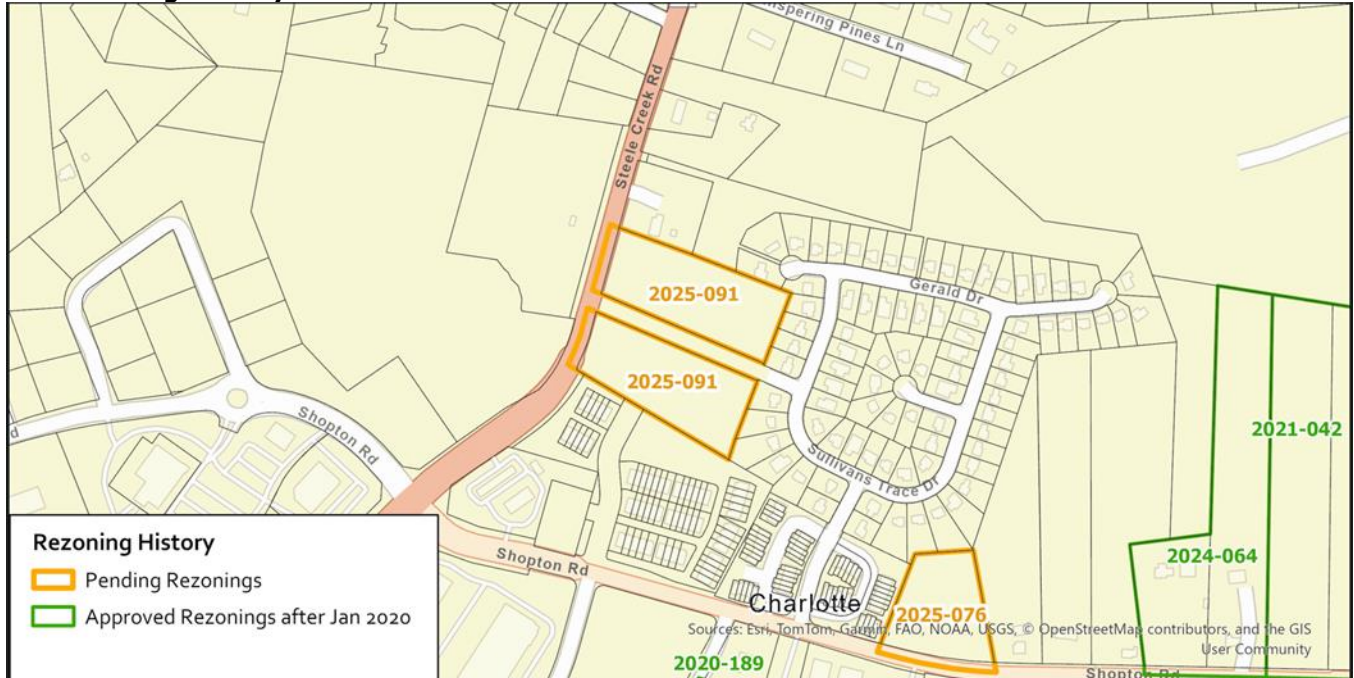 spering Pines Ln
Steele Creek Rd
2025-091
Gerald Dr
2025-091
Shopton Rd
Sullivans Trace Dr
2021-042
2024-064
Shopton Rd
Charlotte
2025-076
2020-189
Shopton Rd
Sources: Esri, TomTom, Garmin, FAO, NOAA, USGS, © OpenStreetMap contributors, and the GIS
User Community
Rezoning History
Pending Rezonings
Approved Rezonings after Jan 2020